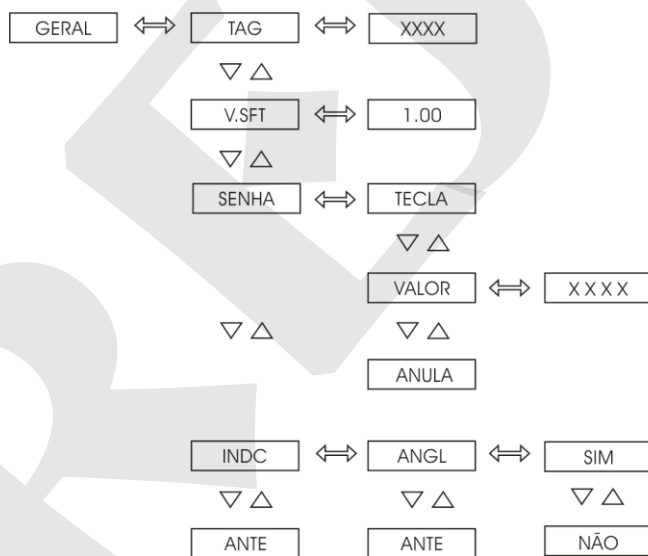 GERAL TAG XXXX
V.SFT 1.00
SENHA TECLA
VALOR XXXX
ANULA
INDC ANGL SIM
ANTE ANTE NÃO